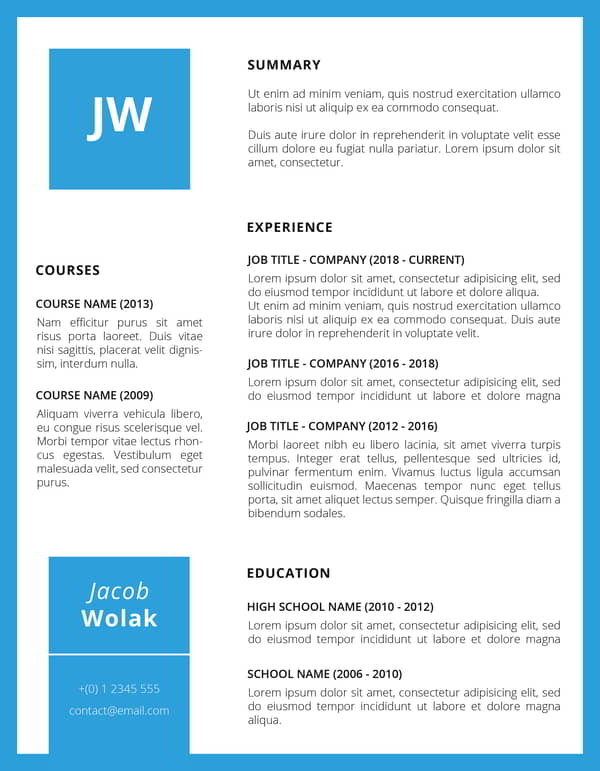 JW
COURSES
COURSE NAME (2013)
Nam efficitur purus sit amet
risus porta laoreet. Duis vitae
nisi sagittis, placerat velit dignis-
sim, interdum nulla.
COURSE NAME (2009)
Aliquam viverra vehicula libero,
eu congue risus scelerisque vel.
Morbi tempor vitae lectus rhon-
cus egestas. Vestibulum eget
malesuada velit, sed consectetur
purus.
Jacob
Wolak
+(0) 1 2345 555
contact@email.com
SUMMARY
Ut enim ad minim veniam, quis nostrud exercitation ullamco
laboris nisi ut aliquip ex ea commodo consequat.
Duis aute irure dolor in reprehenderit in voluptate velit esse
cillum dolore eu fugiat nulla pariatur. Lorem ipsum dolor sit
amet, consectetur.
EXPERIENCE
JOB TITLE - COMPANY (2018 - CURRENT)
Lorem ipsum dolor sit amet, consectetur adipisicing elit, sed
do eiusmod tempor incididunt ut labore et dolore aliqua.
Ut enim ad minim veniam, quis nostrud exercitation ullamco
laboris nisi ut aliquip ex ea commodo consequat. Duis aute
irure dolor in reprehenderit in voluptate velit.
JOB TITLE - COMPANY (2016 - 2018)
Lorem ipsum dolor sit amet, consectetur adipiscing elit, sed
do eiusmod tempor incididunt ut labore et dolore magna
JOB TITLE - COMPANY (2012 - 2016)
Morbi laoreet nibh eu libero lacinia, sit amet viverra turpis
tempus. Integer erat tellus, pellentesque sed ultricies id,
pulvinar fermentum enim. Vivamus luctus ligula accumsan
sollicitudin euismod. Maecenas tempor nunc eget tellus
porta, sit amet aliquet lectus semper. Quisque fringilla diam a
bibendum sodales.
EDUCATION
HIGH SCHOOL NAME (2010 - 2012)
Lorem ipsum dolor sit amet, consectetur adipiscing elit, sed
do eiusmod tempor incididunt ut labore et dolore magna
SCHOOL NAME (2006 - 2010)
Lorem ipsum dolor sit amet, consectetur adipiscing elit, sed
do eiusmod tempor incididunt ut labore et dolore magna
aliqua.